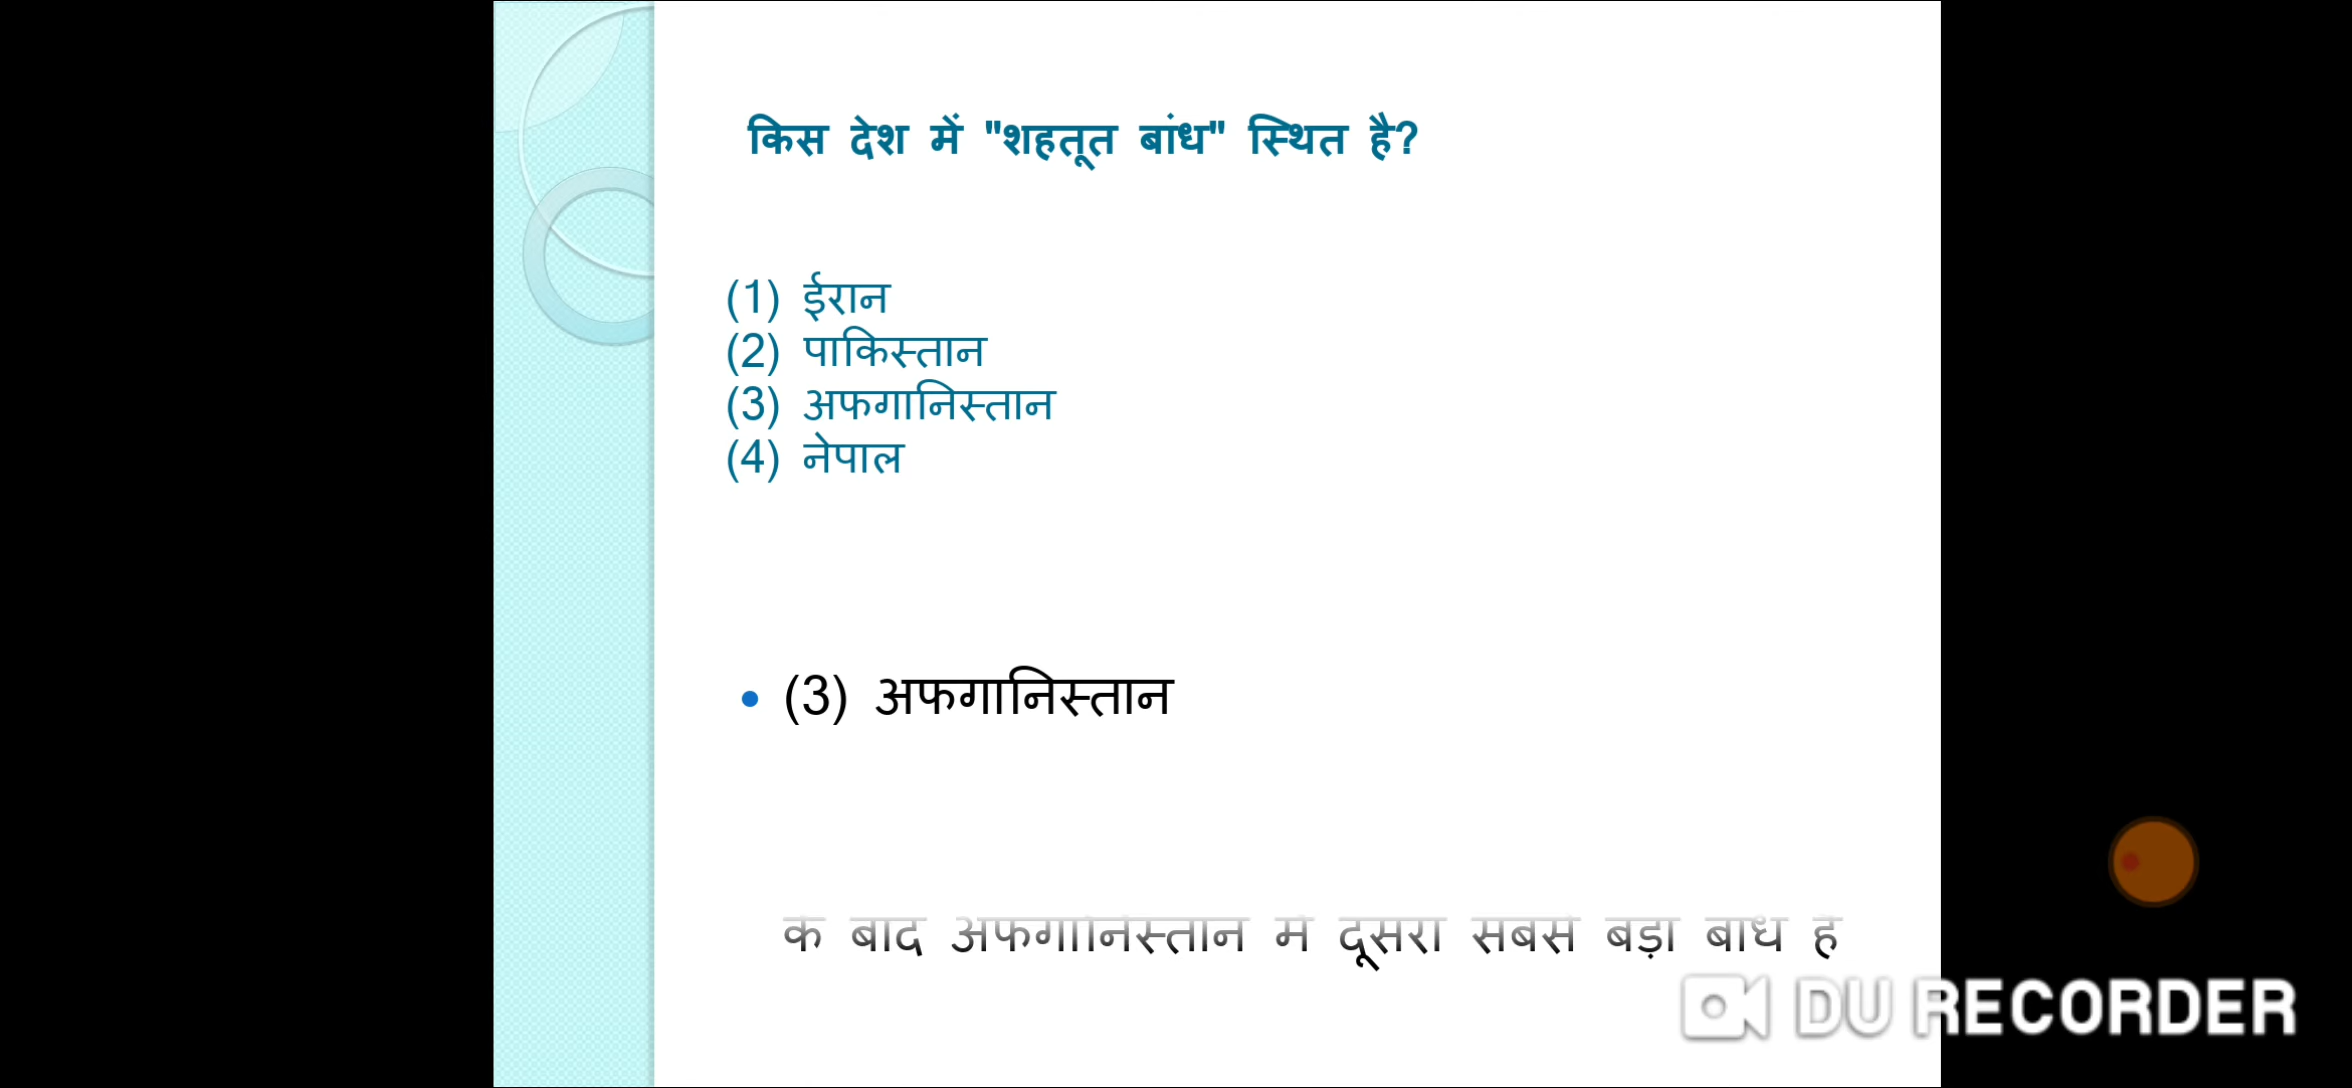 किस देश में "शहतूत बांध" स्थित है?
(1) ईरान
(2) पाकिस्तान
(3) अफगानिस्तान
(4) नेपाल
• (3) अफगानिस्तान
के बाद अफगानिस्तान में दूसरा सबसे बड़ा बांध है
DU RECORDER